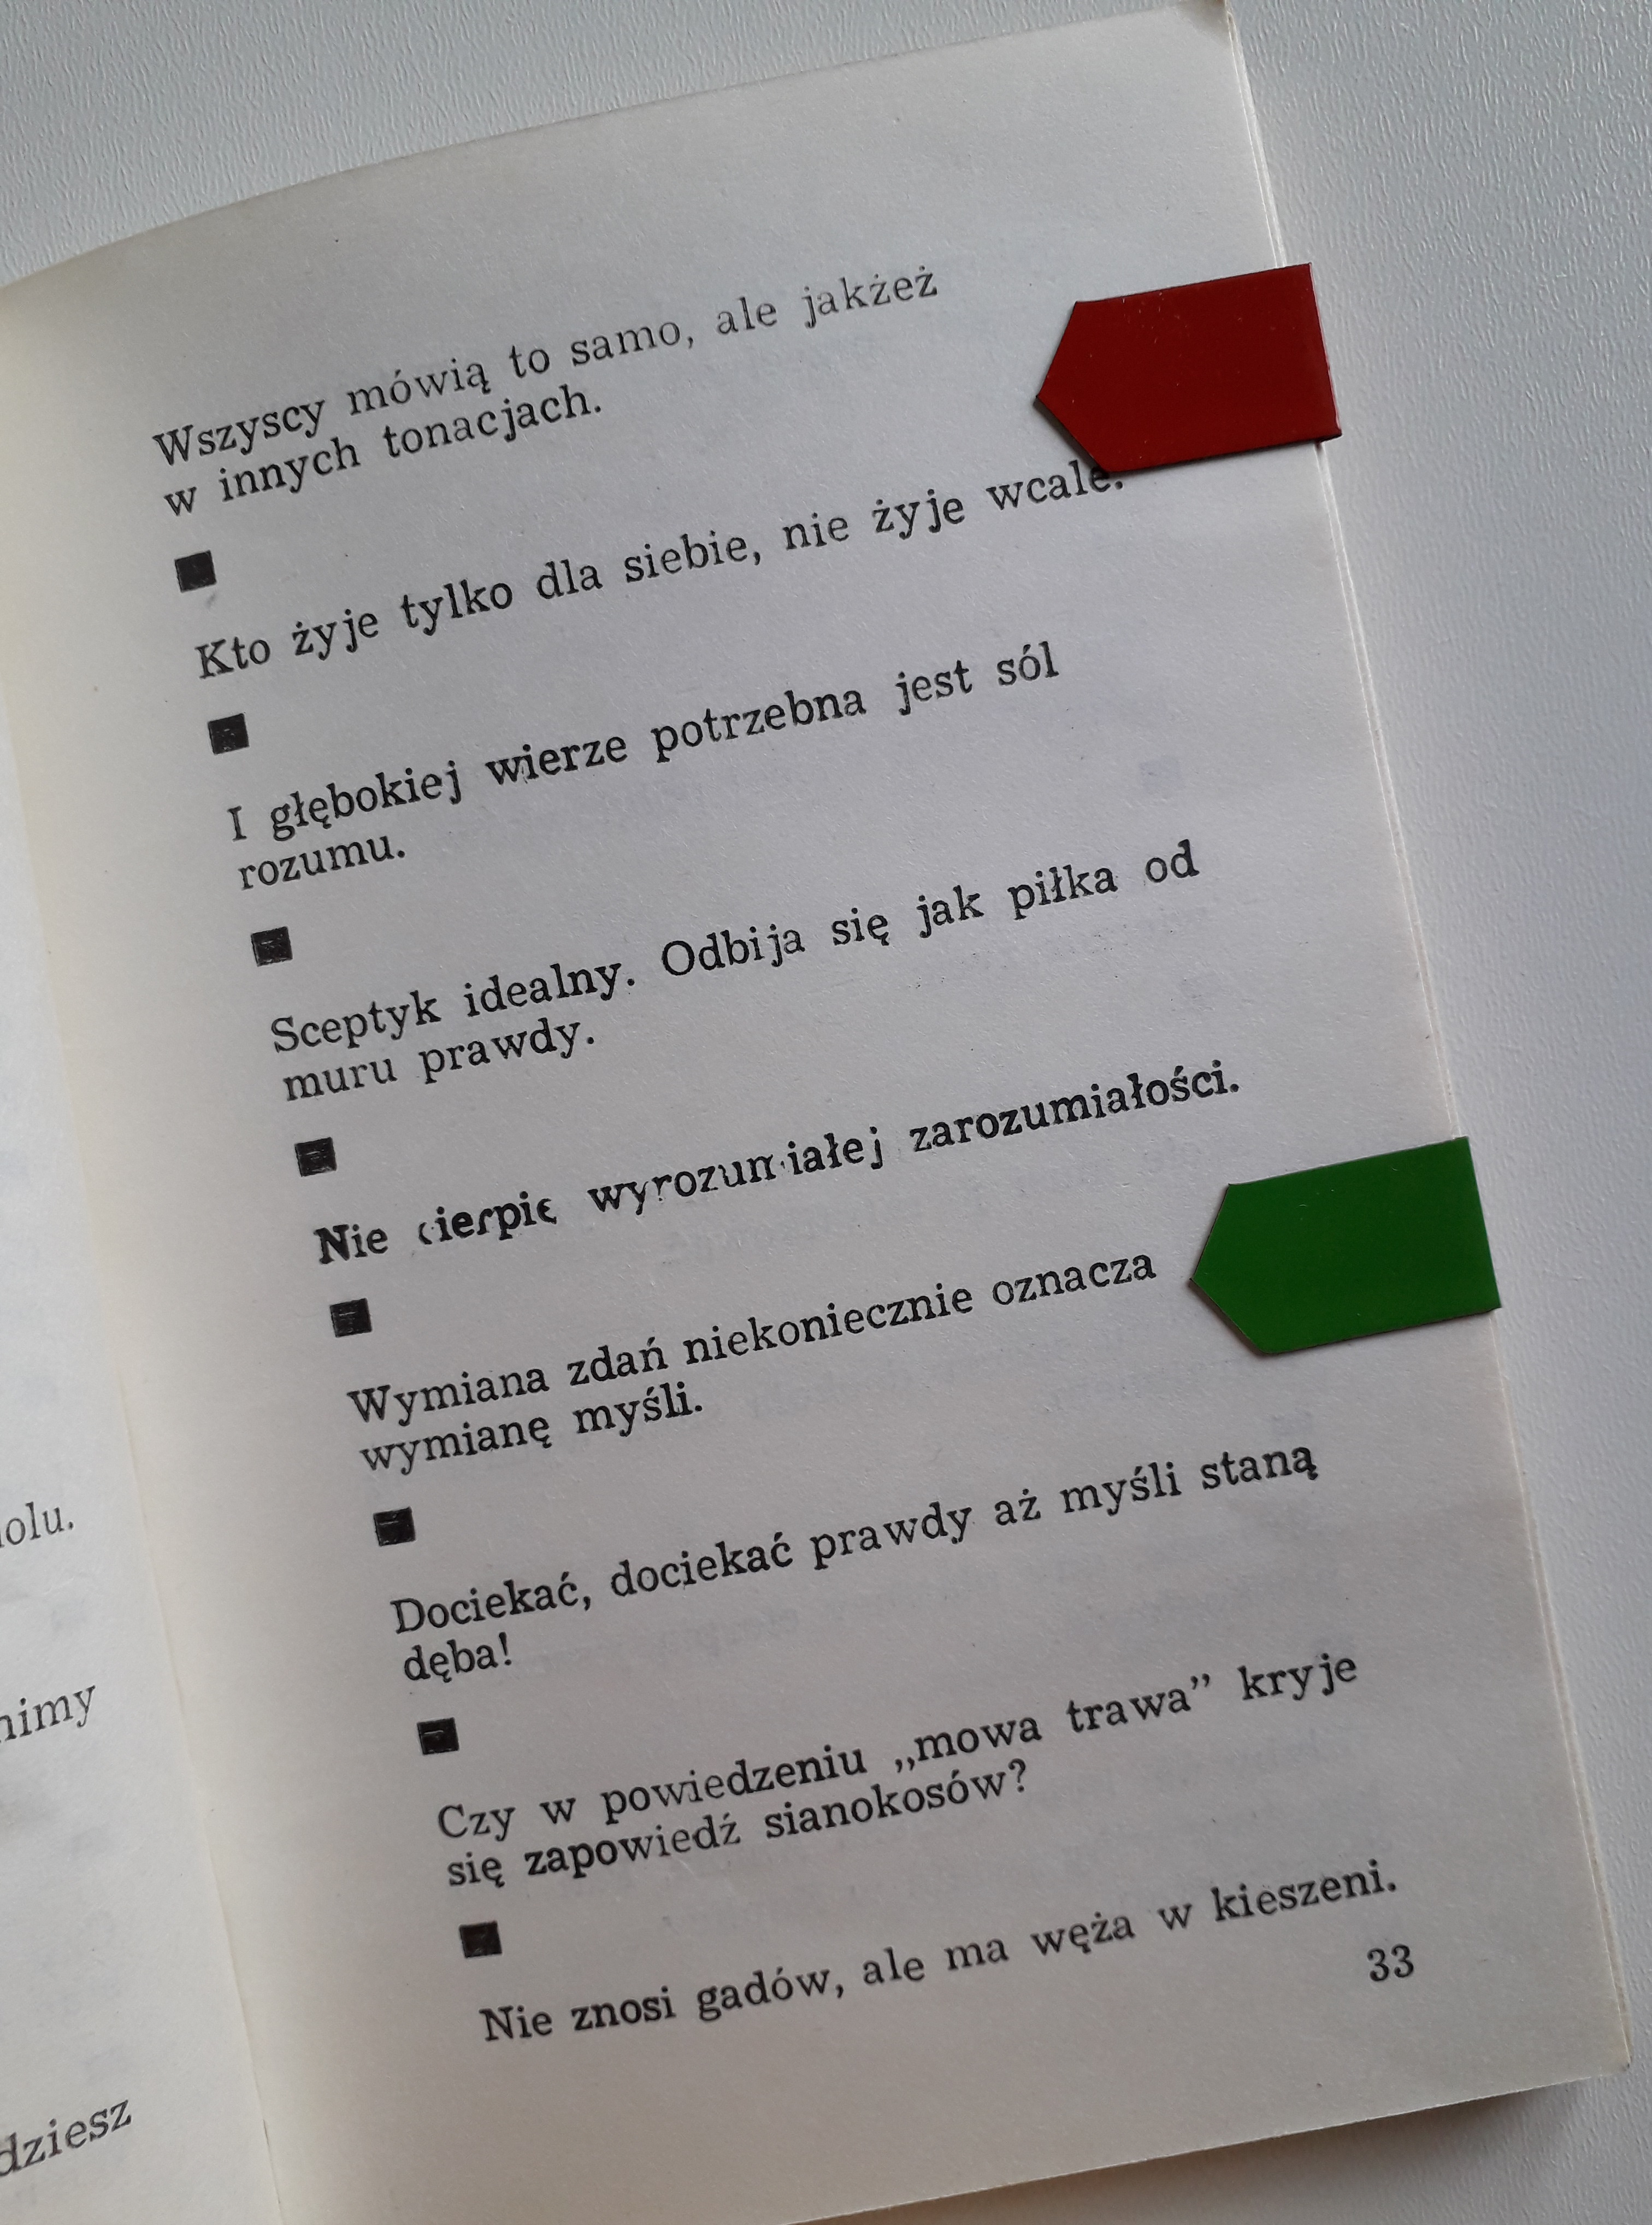 Wszyscy mówią to samo, ale jakżeż
w innych tonacjach.
Kto żyje tylko dla siebie, nie żyje wcale.
I głębokiej wierze potrzebna jest sól
rozumu.
Sceptyk idealny. Odbija się jak piłka od
muru prawdy.
Nie cierpię wyrozumiałej zarozumiałości.
Wymiana zdań niekoniecznie oznacza
wymianę myśli.
Dociekać, dociekać prawdy aż myśli staną
dęba!
Czy w powiedzeniu „mowa trawa” kryje
się zapowiedź sianokosów?
Nie znosi gadów, ale ma węża w kieszeni.
33